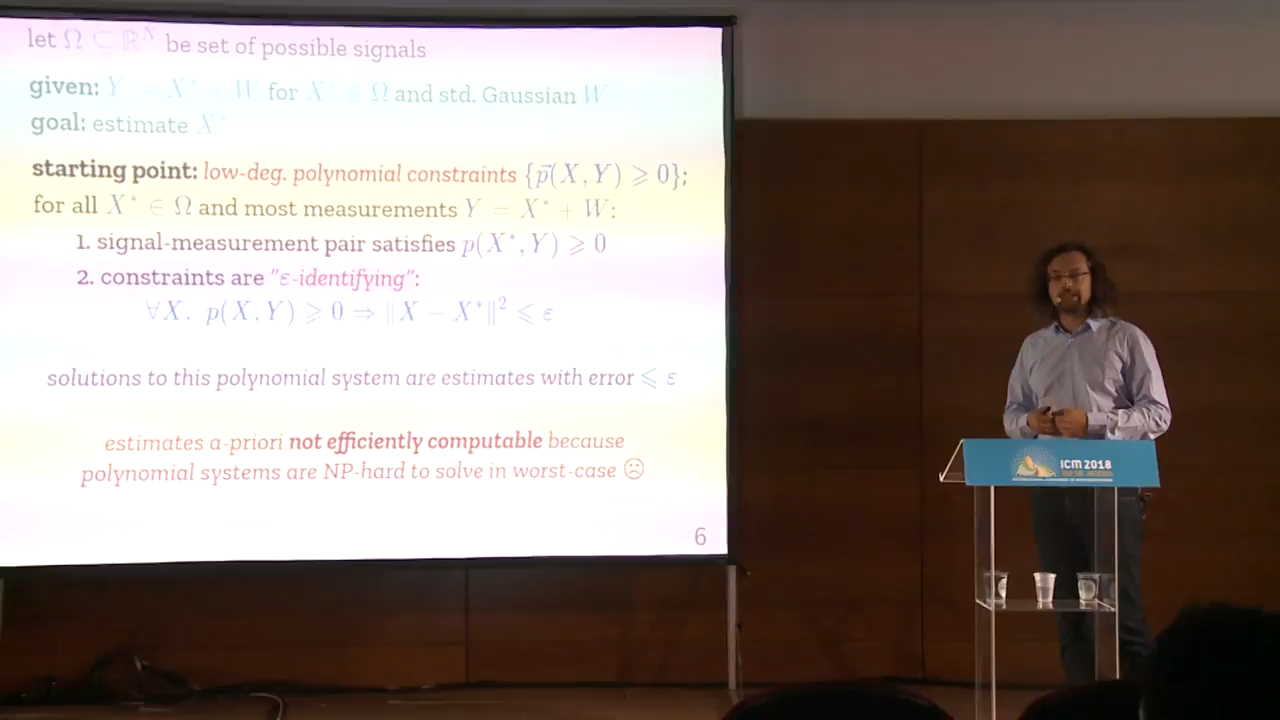 let Ω ⊂ ℝ^N be set of possible signals
given: Y = X* + W for X* ∈ Ω and std. Gaussian W
goal: estimate X*
starting point: low-deg. polynomial constraints {p⃗(X, Y) ⩾ 0};
for all X* ∈ Ω and most measurements Y = X* + W:
1. signal-measurement pair satisfies p(X*, Y) ⩾ 0
2. constraints are "ε-identifying":
∀X. p(X, Y) ⩾ 0 ⇒ ‖X − X*‖² ⩽ ε
solutions to this polynomial system are estimates with error ⩽ ε
estimates a-priori not efficiently computable because
polynomial systems are NP-hard to solve in worst-case ☹
6
ICM 2018